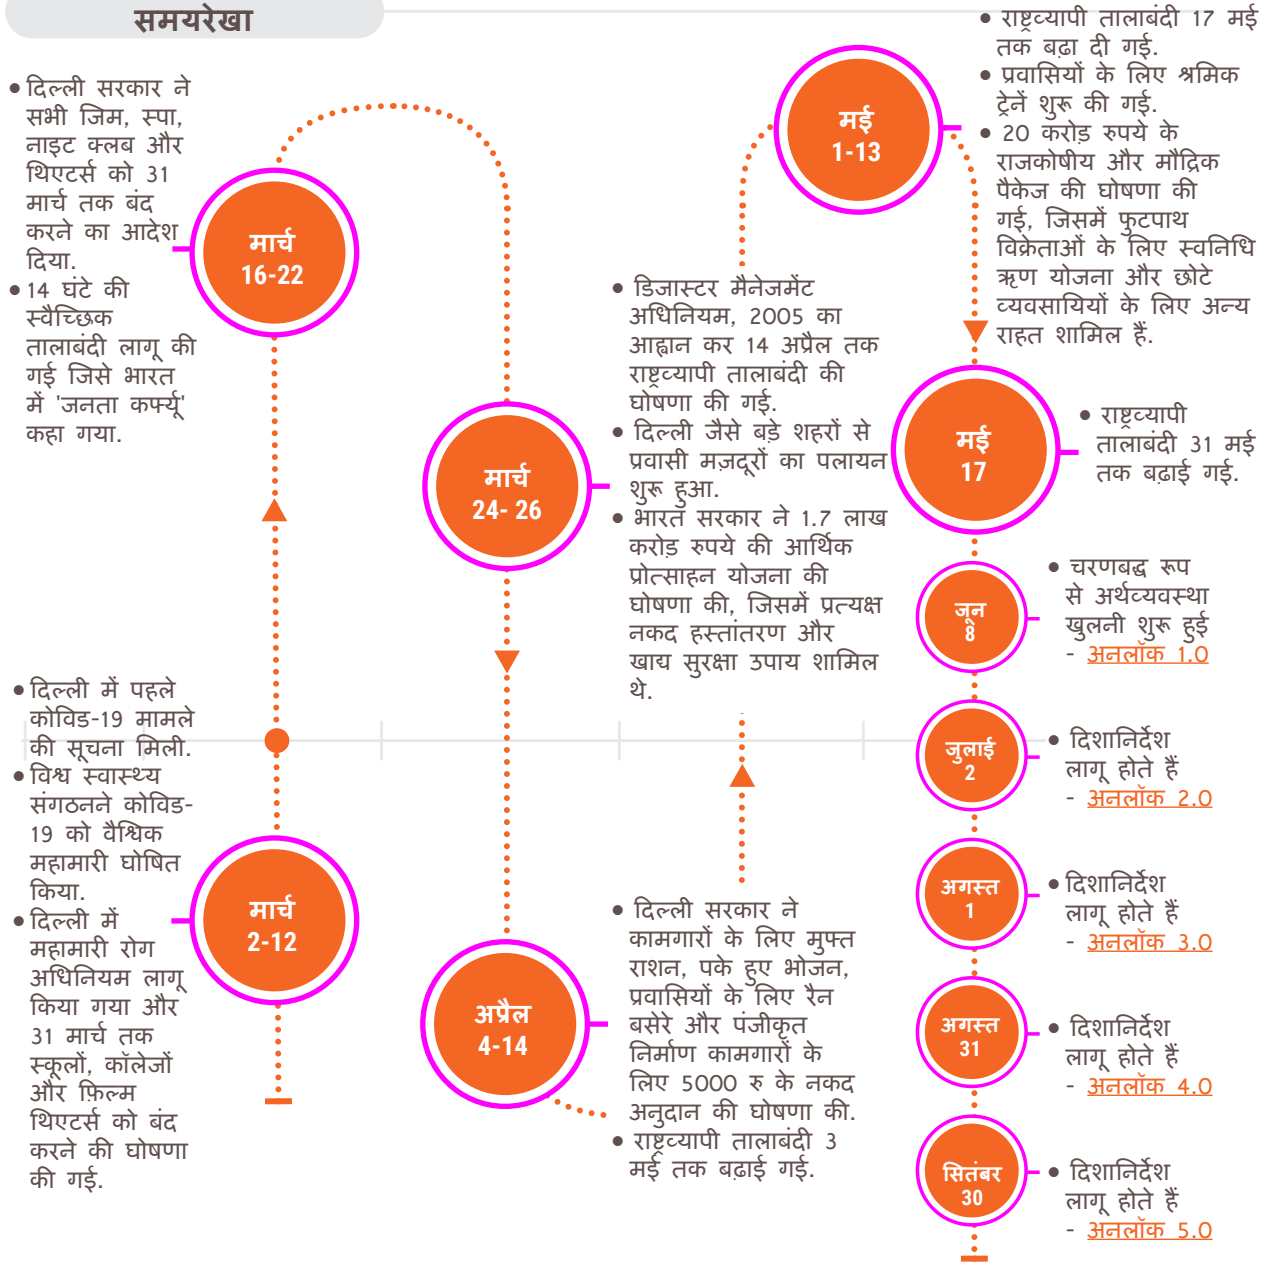 समयरेखा
मार्च
2-12
• दिल्ली में पहले
कोविड-19 मामले
की सूचना मिली.
• विश्व स्वास्थ्य
संगठनने कोविड-
19 को वैश्विक
महामारी घोषित
किया.
• दिल्ली में
महामारी रोग
अधिनियम लागू
किया गया और
31 मार्च तक
स्कूलों, कॉलेजों
और फ़िल्म
थिएटर्स को बंद
करने की घोषणा
की गई.
मार्च
16-22
• दिल्ली सरकार ने
सभी जिम, स्पा,
नाइट क्लब और
थिएटर्स को 31
मार्च तक बंद
करने का आदेश
दिया.
• 14 घंटे की
स्वैच्छिक
तालाबंदी लागू की
गई जिसे भारत
में 'जनता कर्फ्यू'
कहा गया.
मार्च
24- 26
• डिजास्टर मैनेजमेंट
अधिनियम, 2005 का
आह्वान कर 14 अप्रैल तक
राष्ट्रव्यापी तालाबंदी की
घोषणा की गई.
• दिल्ली जैसे बड़े शहरों से
प्रवासी मज़दूरों का पलायन
शुरू हुआ.
• भारत सरकार ने 1.7 लाख
करोड़ रुपये की आर्थिक
प्रोत्साहन योजना की
घोषणा की, जिसमें प्रत्यक्ष
नकद हस्तांतरण और
खाद्य सुरक्षा उपाय शामिल
थे.
अप्रैल
4-14
• दिल्ली सरकार ने
कामगारों के लिए मुफ्त
राशन, पके हुए भोजन,
प्रवासियों के लिए रैन
बसेरे और पंजीकृत
निर्माण कामगारों के
लिए 5000 रु के नकद
अनुदान की घोषणा की.
• राष्ट्रव्यापी तालाबंदी 3
मई तक बढ़ाई गई.
मई
1-13
• राष्ट्रव्यापी तालाबंदी 17 मई
तक बढ़ा दी गई.
• प्रवासियों के लिए श्रमिक
ट्रेनें शुरू की गई.
• 20 करोड़ रुपये के
राजकोषीय और मौद्रिक
पैकेज की घोषणा की
गई, जिसमें फुटपाथ
विक्रेताओं के लिए स्वनिधि
ऋण योजना और छोटे
व्यवसायियों के लिए अन्य
राहत शामिल हैं.
मई
17
• राष्ट्रव्यापी
तालाबंदी 31 मई
तक बढ़ाई गई.
जून
8
• चरणबद्ध रूप
से अर्थव्यवस्था
खुलनी शुरू हुई
- अनलॉक 1.0
जुलाई
2
• दिशानिर्देश
लागू होते हैं
- अनलॉक 2.0
अगस्त
1
• दिशानिर्देश
लागू होते हैं
- अनलॉक 3.0
अगस्त
31
• दिशानिर्देश
लागू होते हैं
- अनलॉक 4.0
सितंबर
30
• दिशानिर्देश
लागू होते हैं
- अनलॉक 5.0